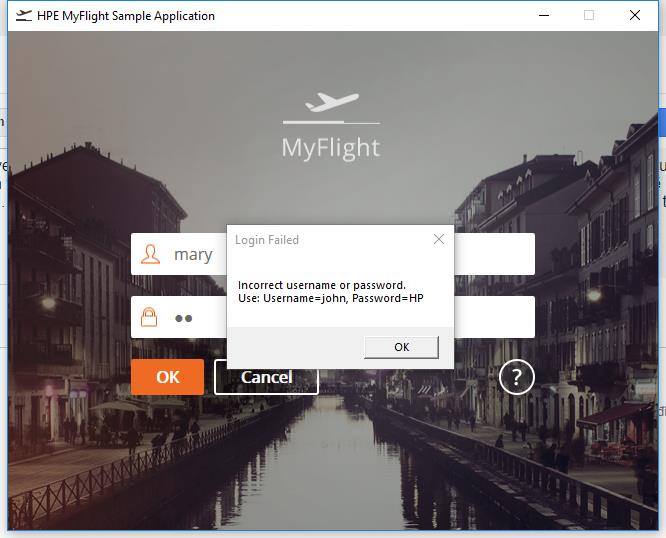 HPE MyFlight Sample Application
MyFlight
Login Failed
mary
Incorrect username or password.
Use: Username=john, Password=HP
OK
OK
Cancel
?